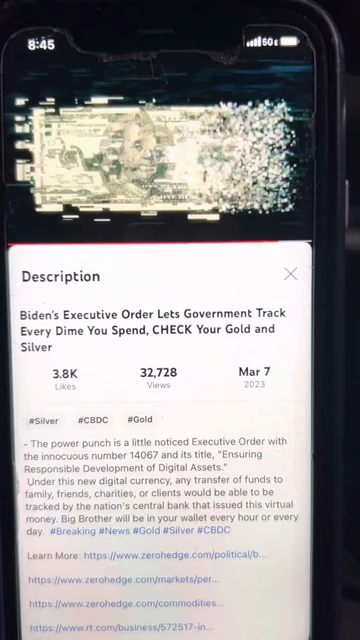 8:45
5G E
Description
Biden's Executive Order Lets Government Track
Every Dime You Spend, CHECK Your Gold and
Silver
3.8K
32,728
Mar 7
Likes
Views
2023
#Silver
#CBDC
#Gold
- The power punch is a little noticed Executive Order with
the innocuous number 14067 and its title, "Ensuring
Responsible Development of Digital Assets."
Under this new digital currency, any transfer of funds to
family, friends, charities, or clients would be able to be
tracked by the nation's central bank that issued this virtual
money. Big Brother will be in your wallet every hour or every
day. #Breaking #News #Gold #Silver #CBDC
Learn More: https://www.zerohedge.com/political/b...
https://www.zerohedge.com/markets/per...
https://www.zerohedge.com/commodities...
https://www.rt.com/business/572517-in...